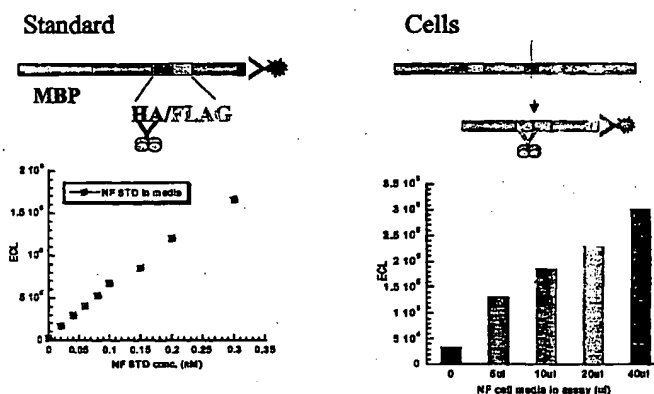 Standard
Cells
MBP
HA/FLAG
NF STD in media
ECL
0
0.05 0.1 0.15 0.2 0.25 0.3 0.35
NF STD conc. (nM)
ECL
0
0 5ul 10ul 20ul 40ul
NF cell media in assay (ul)